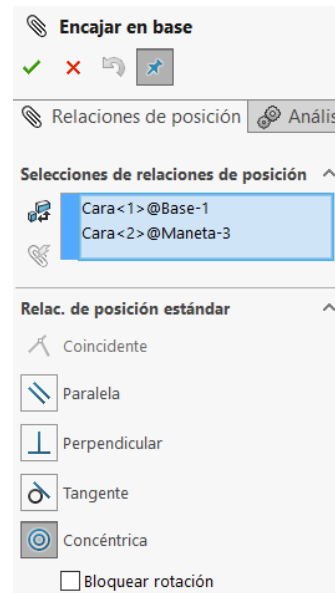 Encajar en base
Relaciones de posición
Selecciones de relaciones de posición
Cara<1>@Base-1
Cara<2>@Maneta-3
Relac. de posición estándar
Coincidente
Paralela
Perpendicular
Tangente
Concéntrica
Bloquear rotación